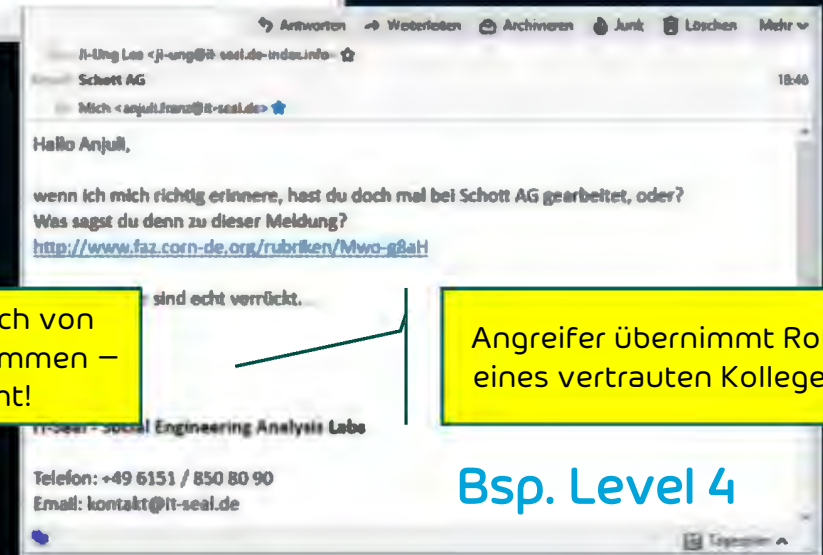 Antworten Weiterleiten Archivieren Junk Löschen Mehr
Ji-Ung Lee <ji-ung@it-seal.de-index.info>
Schott AG 18:46
Mich <anjuli.franz@it-seal.de>
Hallo Anjuli,
wenn ich mich richtig erinnere, hast du doch mal bei Schott AG gearbeitet, oder?
Was sagst du denn zu dieser Meldung?
http://www.faz.corn-de.org/rubriken/Mwo-g8aH
sind echt verrückt.
ch von
mmen –
nt!
Angreifer übernimmt Ro
eines vertrauten Kollege
IT-Seal - Social Engineering Analysis Labs
Telefon: +49 6151 / 850 80 90
Email: kontakt@it-seal.de
Bsp. Level 4
Tagesplan